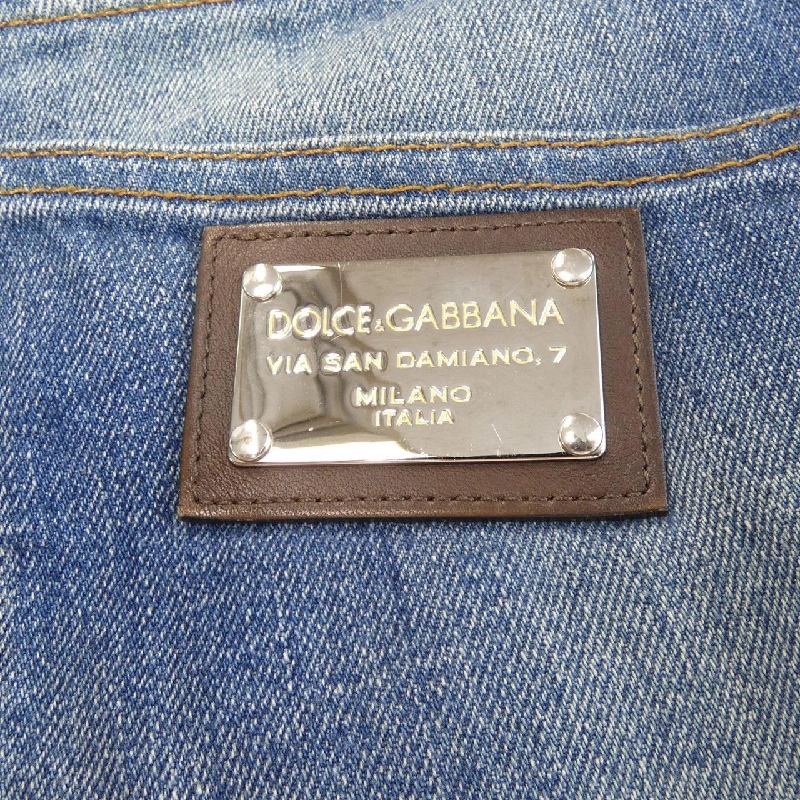 DOLCE&GABBANA
VIA SAN DAMIANO, 7
MILANO
ITALIA